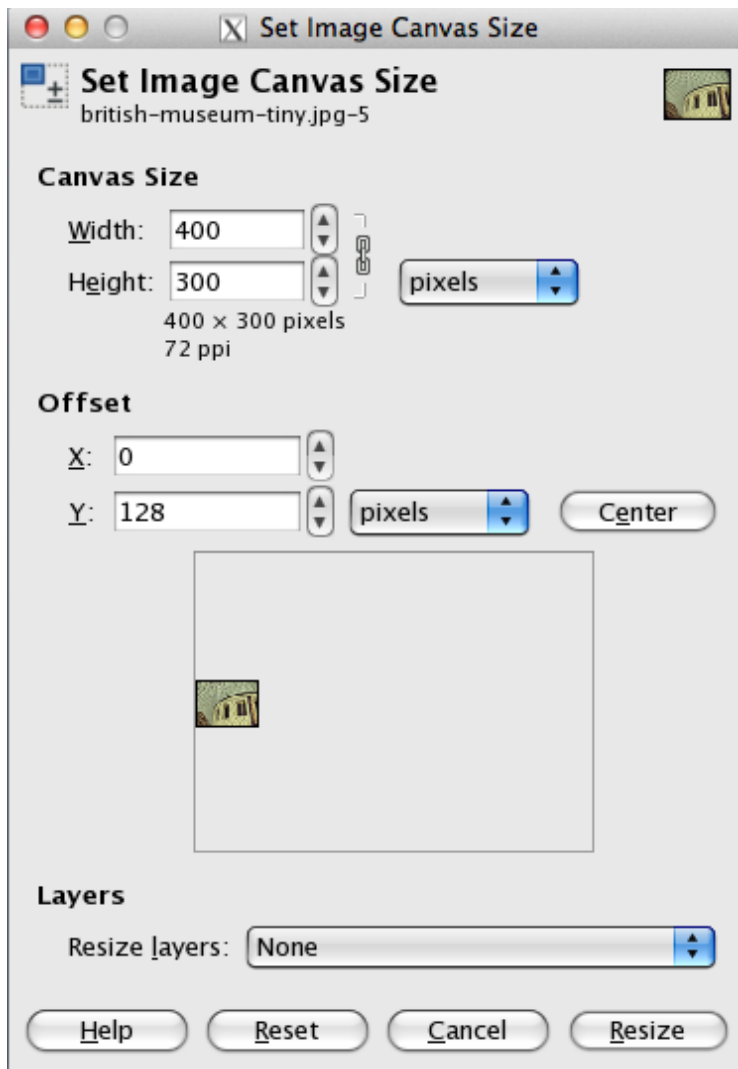 X Set Image Canvas Size
Set Image Canvas Size
british-museum-tiny.jpg-5
Canvas Size
Width: 400
Height: 300 pixels
400 × 300 pixels
72 ppi
Offset
X: 0
Y: 128 pixels Center
Layers
Resize layers: None
Help Reset Cancel Resize